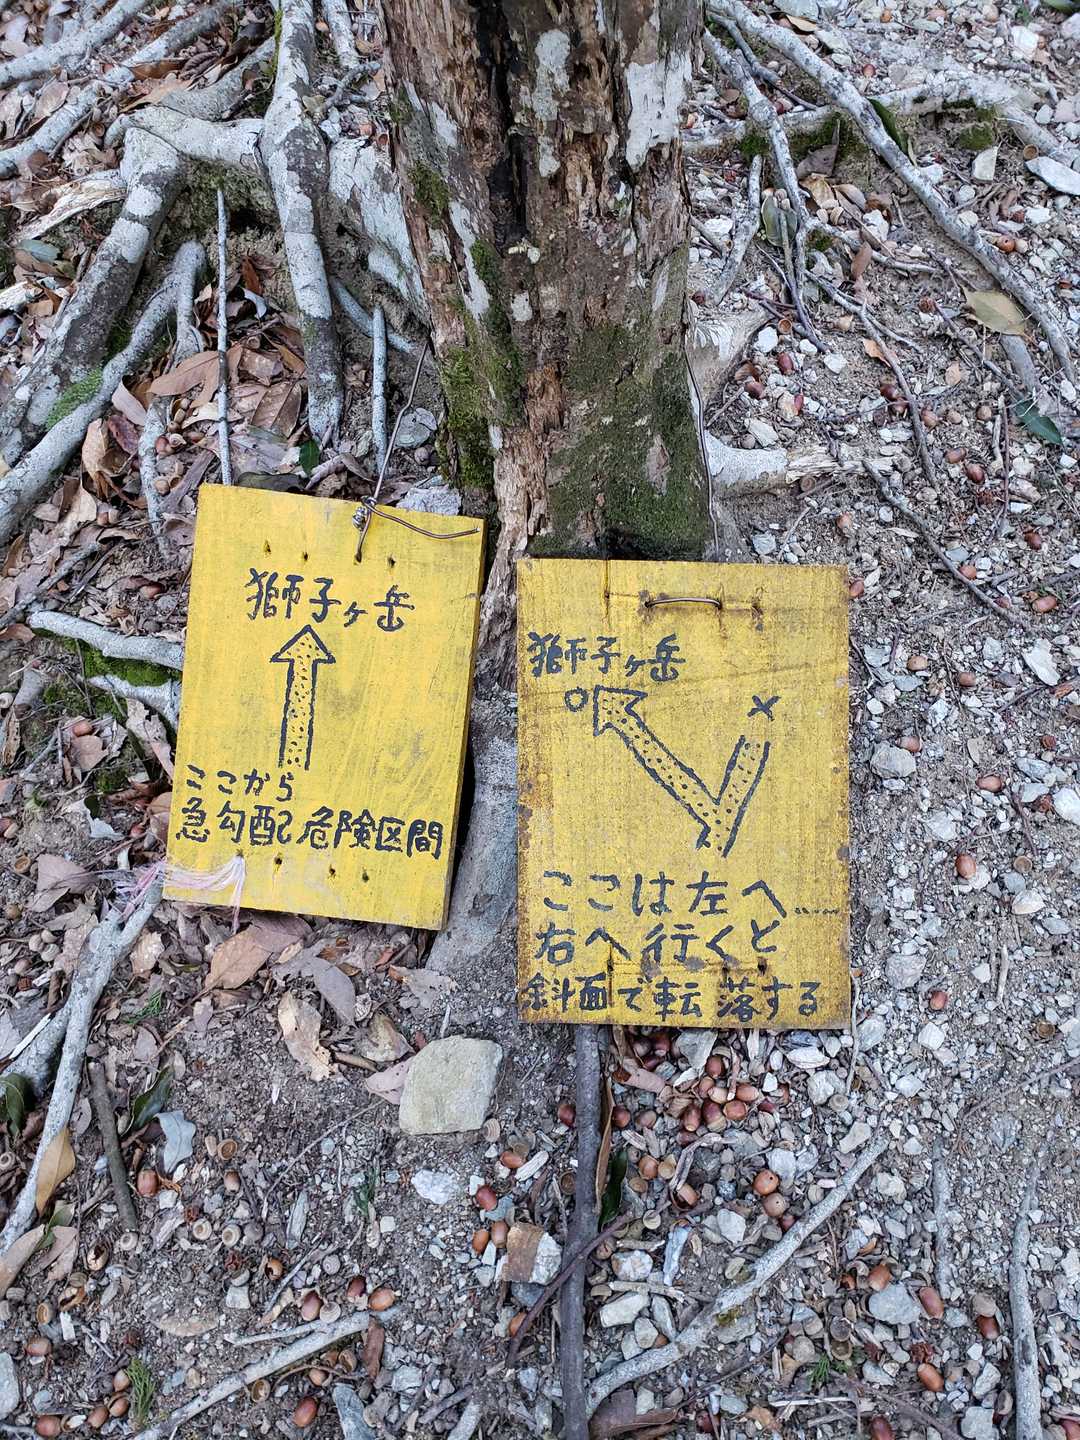 獅子ヶ岳
ここから
急勾配 危険区間
獅子ヶ岳
○ ×
ここは左へ……
右へ行くと
斜面で転落する